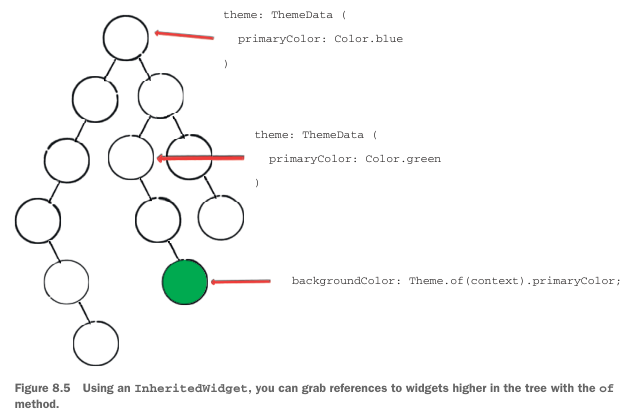 theme: ThemeData (
primaryColor: Color.blue
)
theme: ThemeData (
primaryColor: Color.green
)
backgroundColor: Theme.of(context).primaryColor;
Figure 8.5 Using an InheritedWidget, you can grab references to widgets higher in the tree with the of
method.